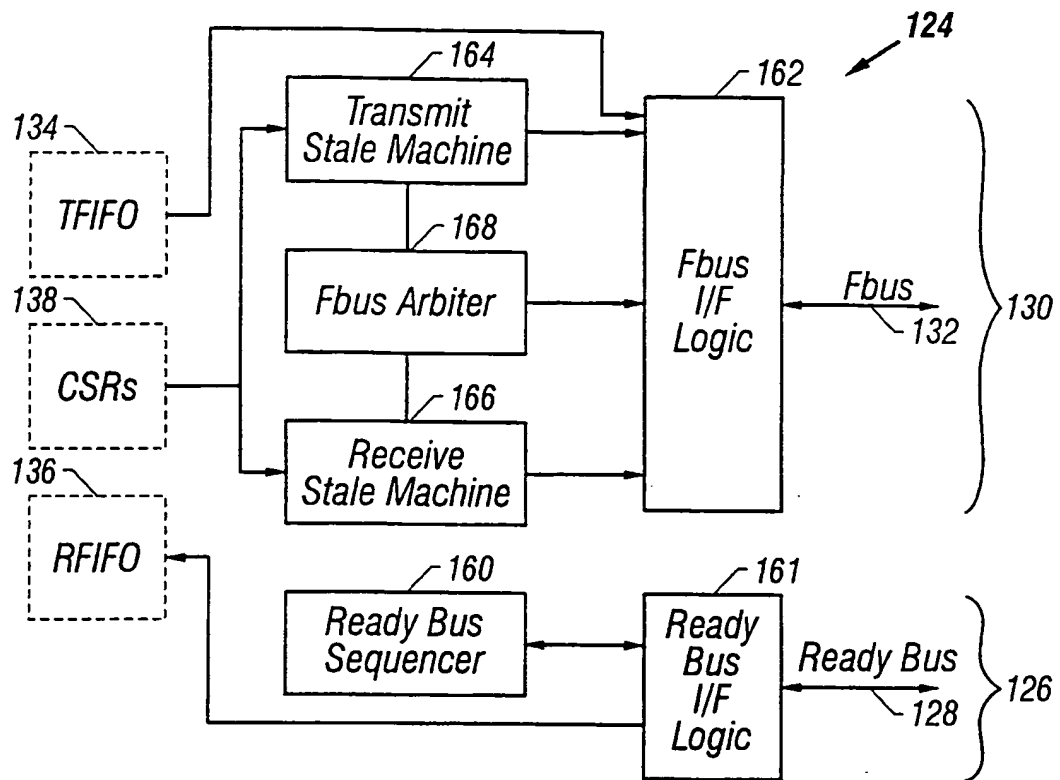 124
164
Transmit
Stale Machine
162
134
TFIFO
168
Fbus Arbiter
Fbus
I/F
Logic
Fbus
132
130
138
CSRs
166
Receive
Stale Machine
136
RFIFO
160
Ready Bus
Sequencer
161
Ready
Bus
I/F
Logic
Ready Bus
128
126